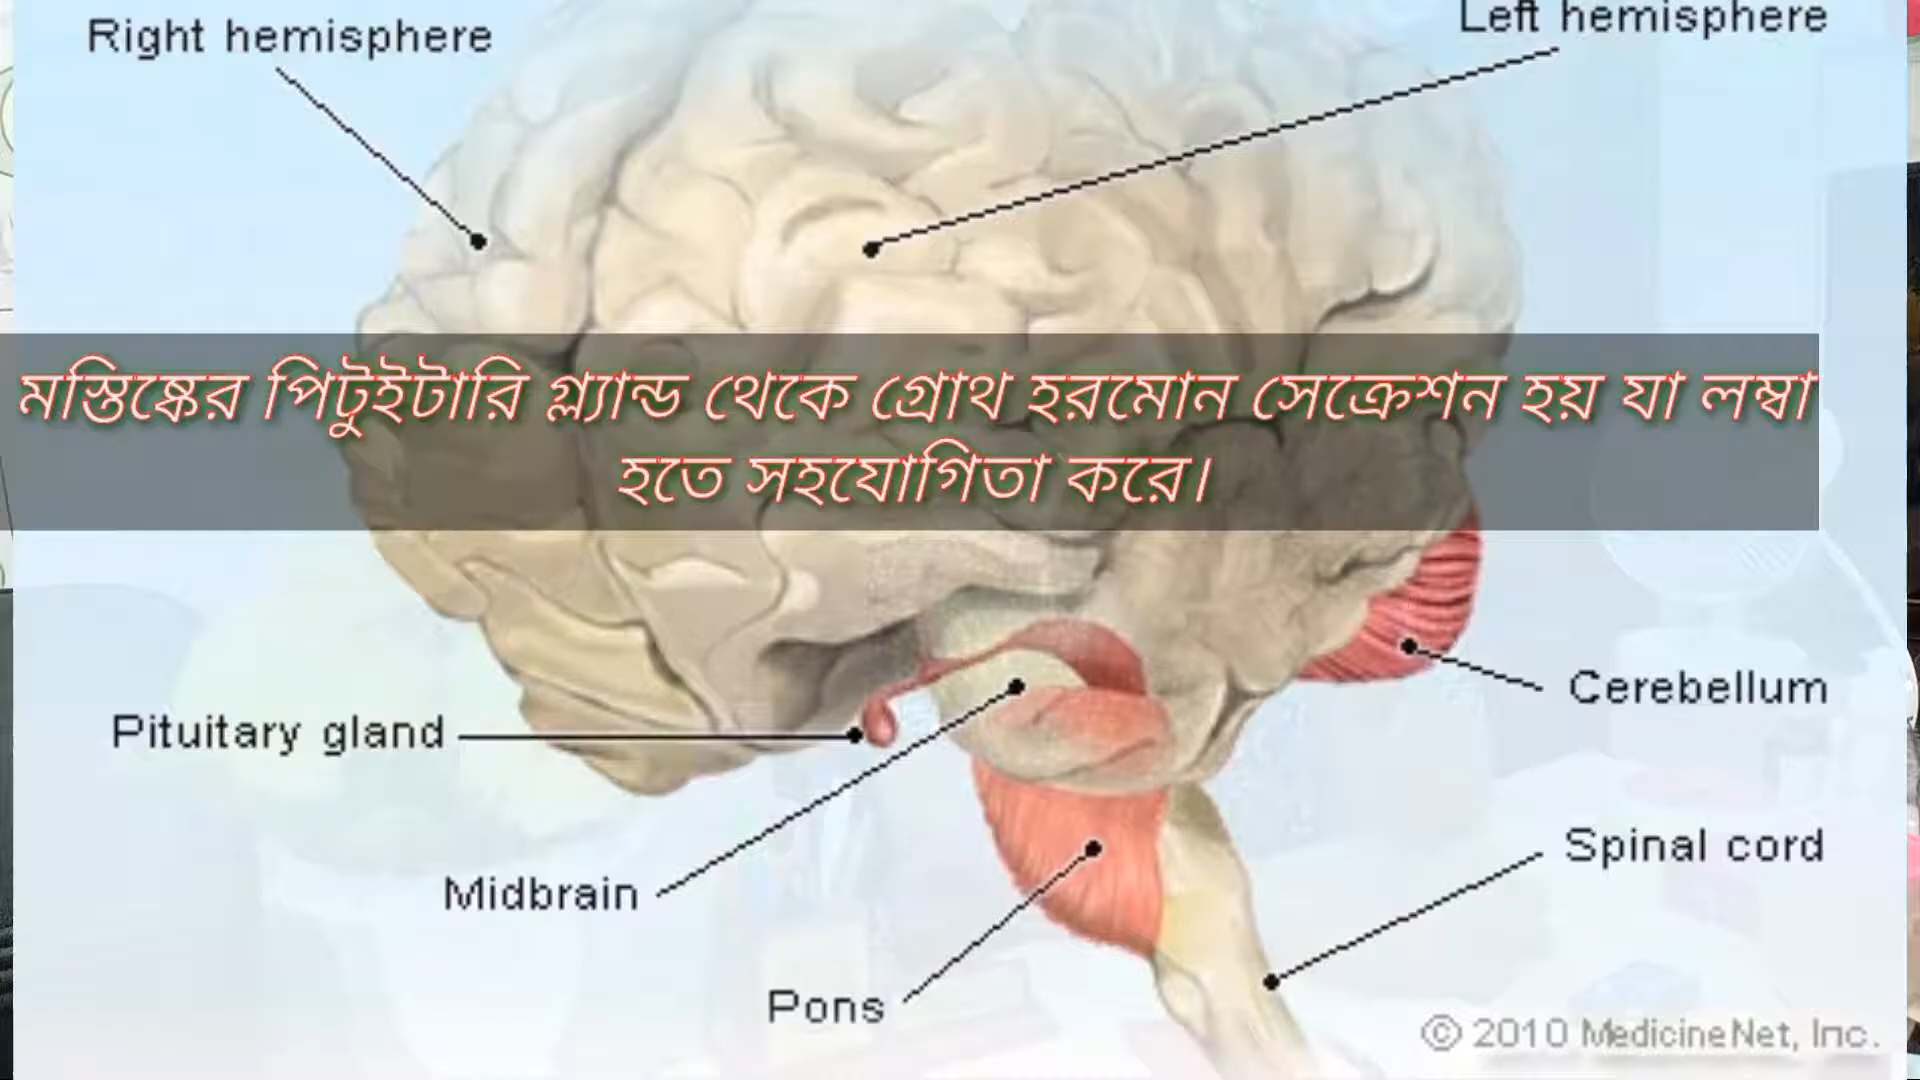 Left hemisphere
Right hemisphere
মস্তিষ্কের পিটুইটারি গ্ল্যান্ড থেকে গ্রোথ হরমোন সেক্রেশন হয় যা লম্বা
হতে সহযোগিতা করে।
Cerebellum
Pituitary gland
Spinal cord
Midbrain
Pons
© 2010 MedicineNet, Inc.